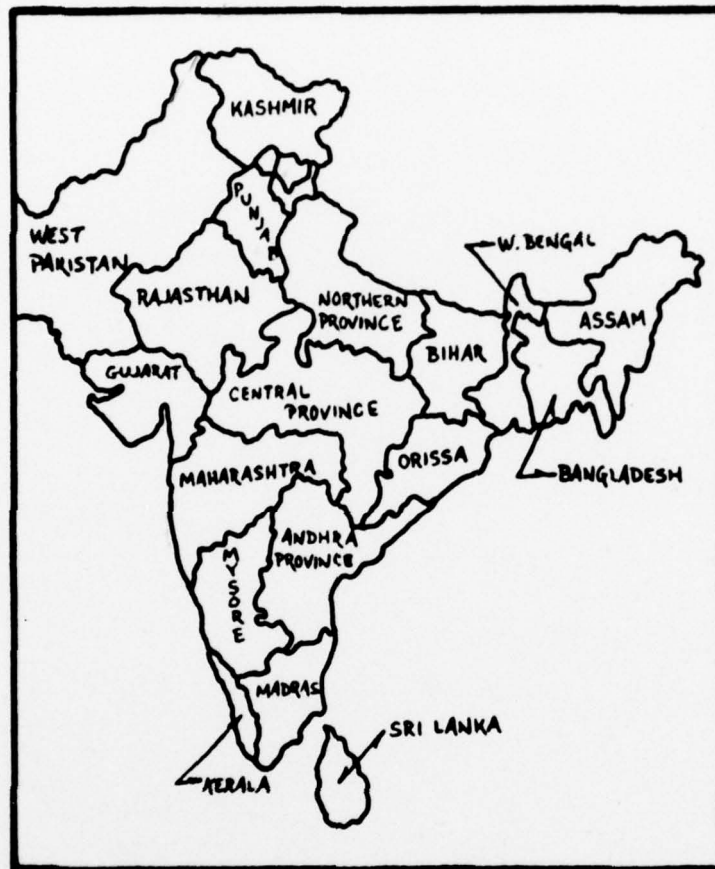 KASHMIR
PUNJAB
WEST
PAKISTAN
RAJASTHAN
NORTHERN
PROVINCE
W. BENGAL
ASSAM
BIHAR
GUJARAT
CENTRAL
PROVINCE
MAHARASHTRA
ORISSA
BANGLADESH
ANDHRA
PROVINCE
MYSORE
MADRAS
SRI LANKA
KERALA